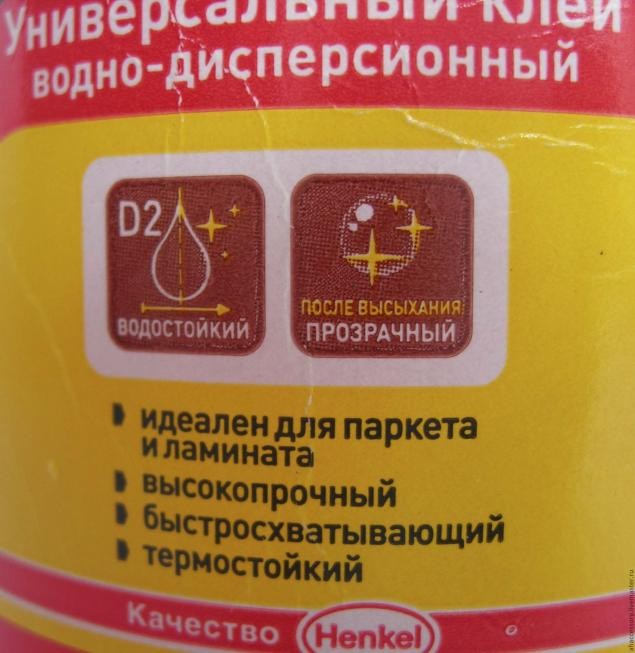 Универсальный клей
водно-дисперсионный
D2
ВОДОСТОЙКИЙ
ПОСЛЕ ВЫСЫХАНИЯ
ПРОЗРАЧНЫЙ
идеален для паркета
и ламината
высокопрочный
быстросхватывающий
термостойкий
Качество Henkel